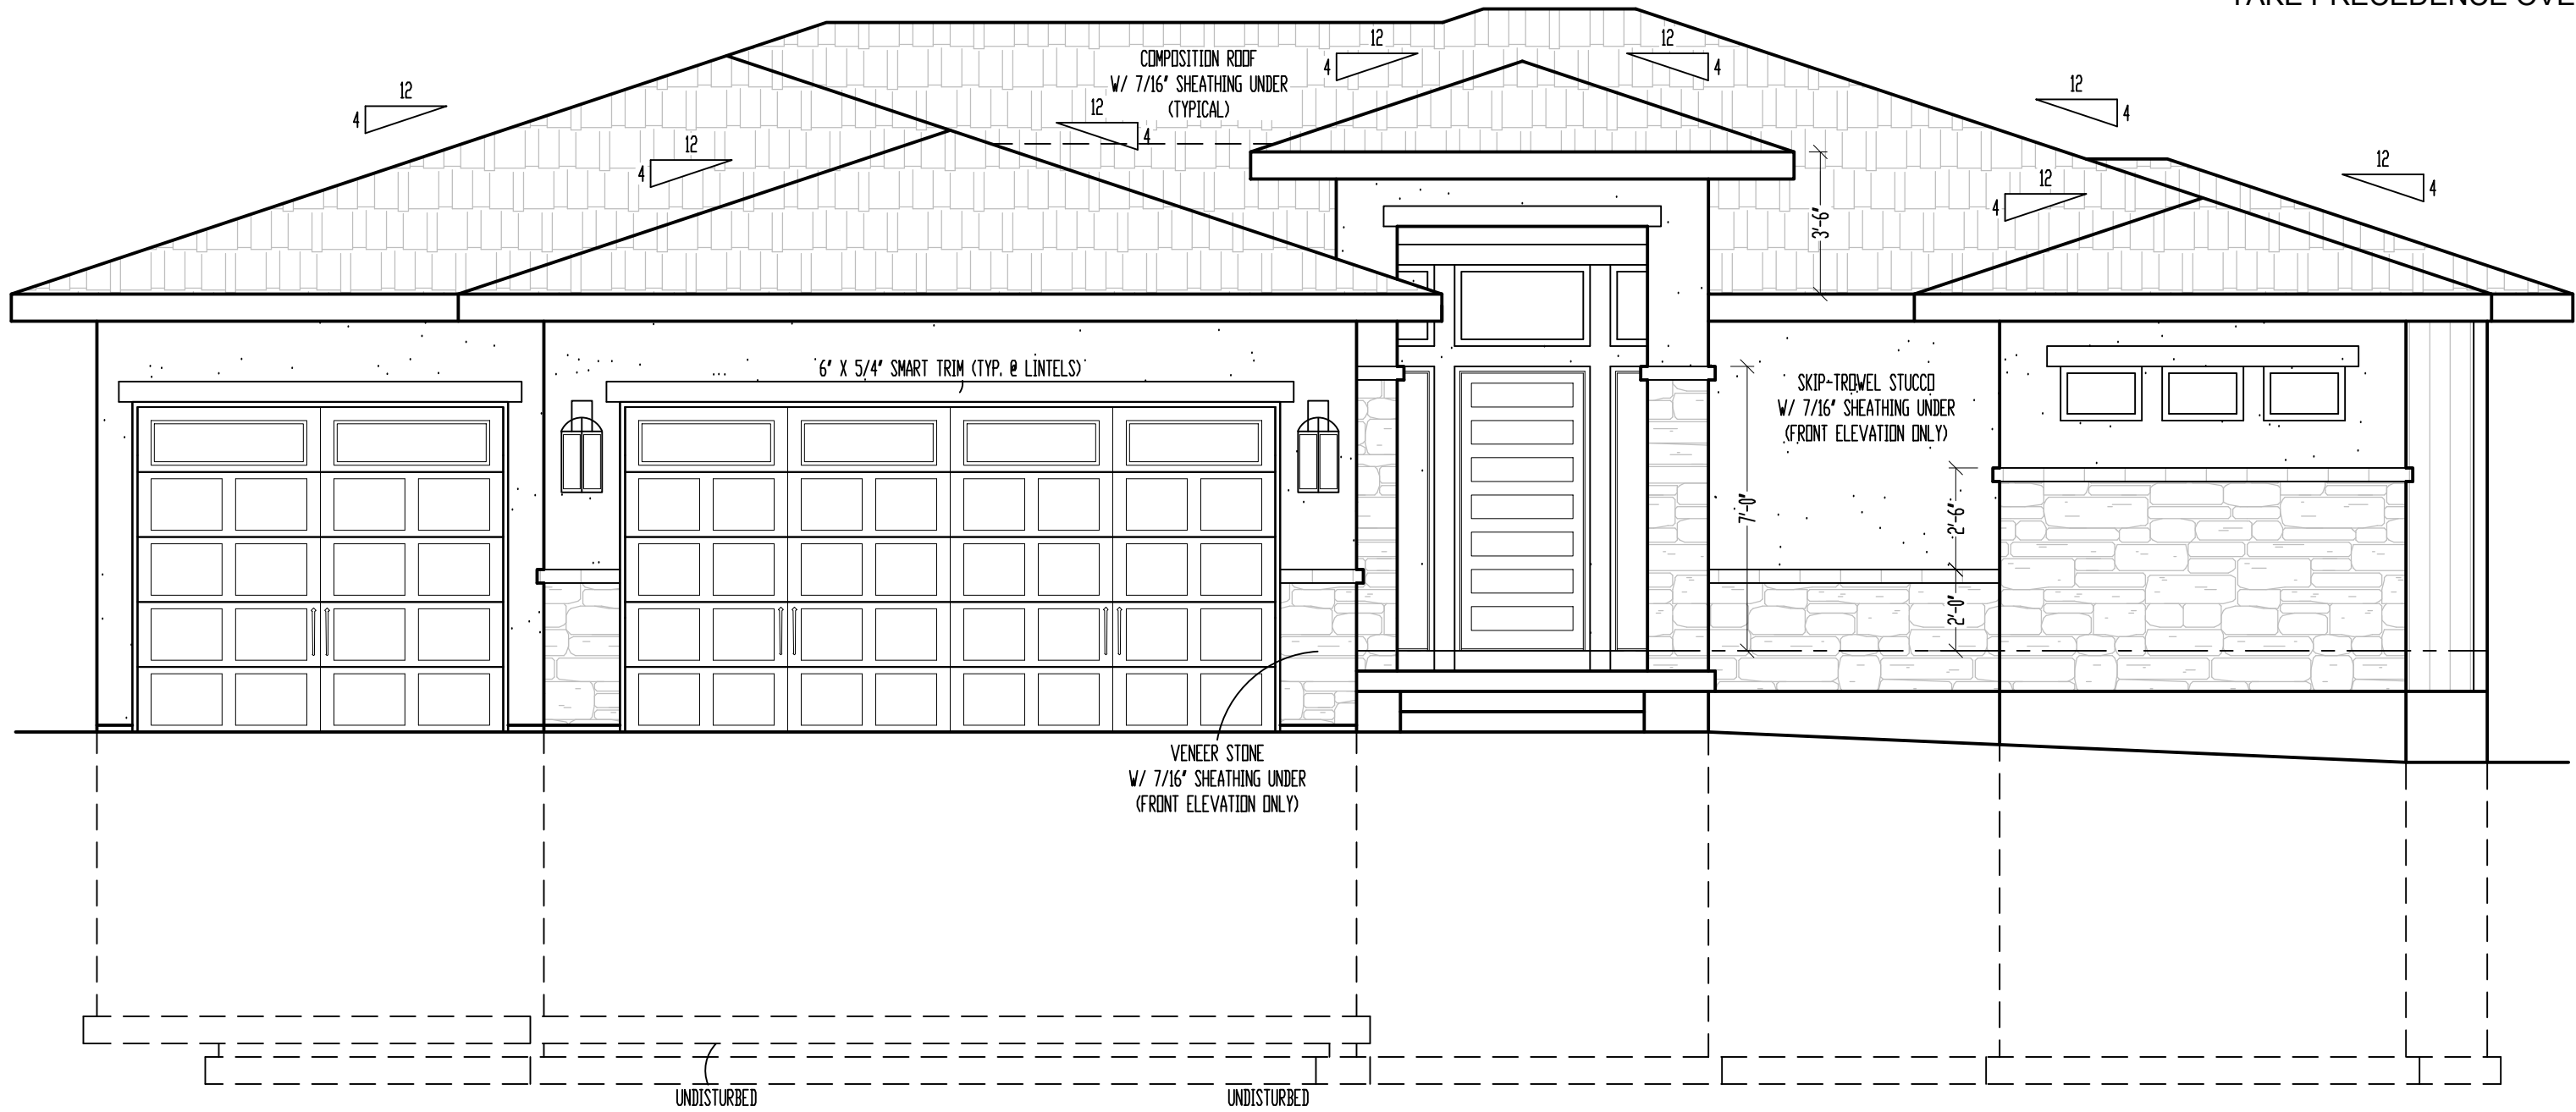 TAKE PRECEDENCE OVE
COMPOSITION ROOF
W/ 7/16" SHEATHING UNDER
(TYPICAL)
12
4
12
4
12
4
12
4
12
4
12
4
12
4
12
4
3'-6"
6" X 5/4" SMART TRIM (TYP. @ LINTELS)
SKIP-TROWEL STUCCO
W/ 7/16" SHEATHING UNDER
(FRONT ELEVATION ONLY)
7'-0"
2'-6"
2'-0"
VENEER STONE
W/ 7/16" SHEATHING UNDER
(FRONT ELEVATION ONLY)
UNDISTURBED
UNDISTURBED